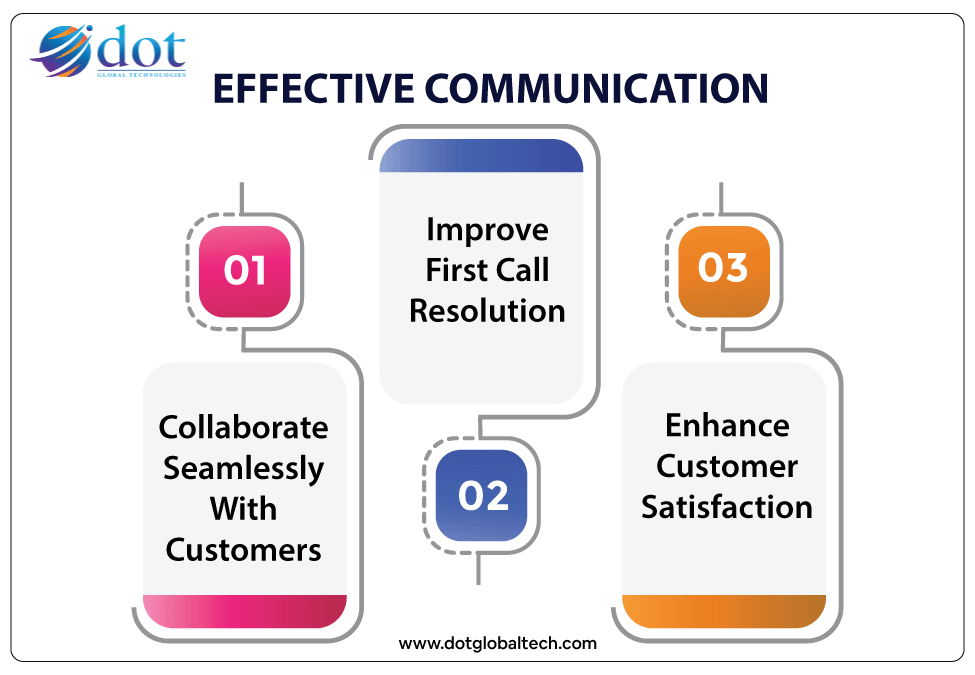 dot
GLOBAL TECHNOLOGIES
EFFECTIVE COMMUNICATION
01
Collaborate
Seamlessly
With
Customers
Improve
First Call
Resolution
02
03
Enhance
Customer
Satisfaction
www.dotglobaltech.com